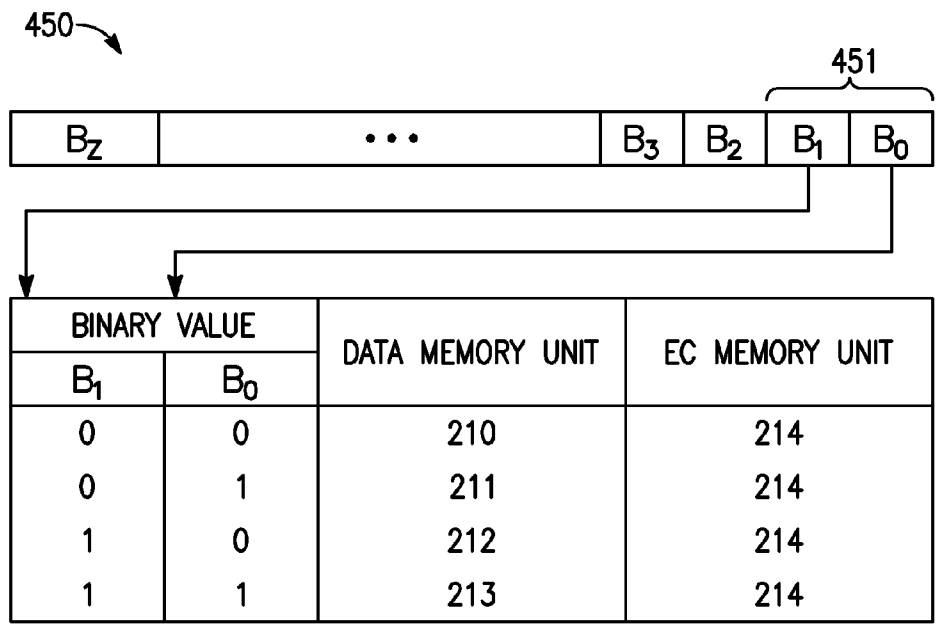 450
451
B_Z ••• B_3 B_2 B_1 B_0
BINARY VALUE DATA MEMORY UNIT EC MEMORY UNIT
B_1 B_0
0 0 210 214
0 1 211 214
1 0 212 214
1 1 213 214